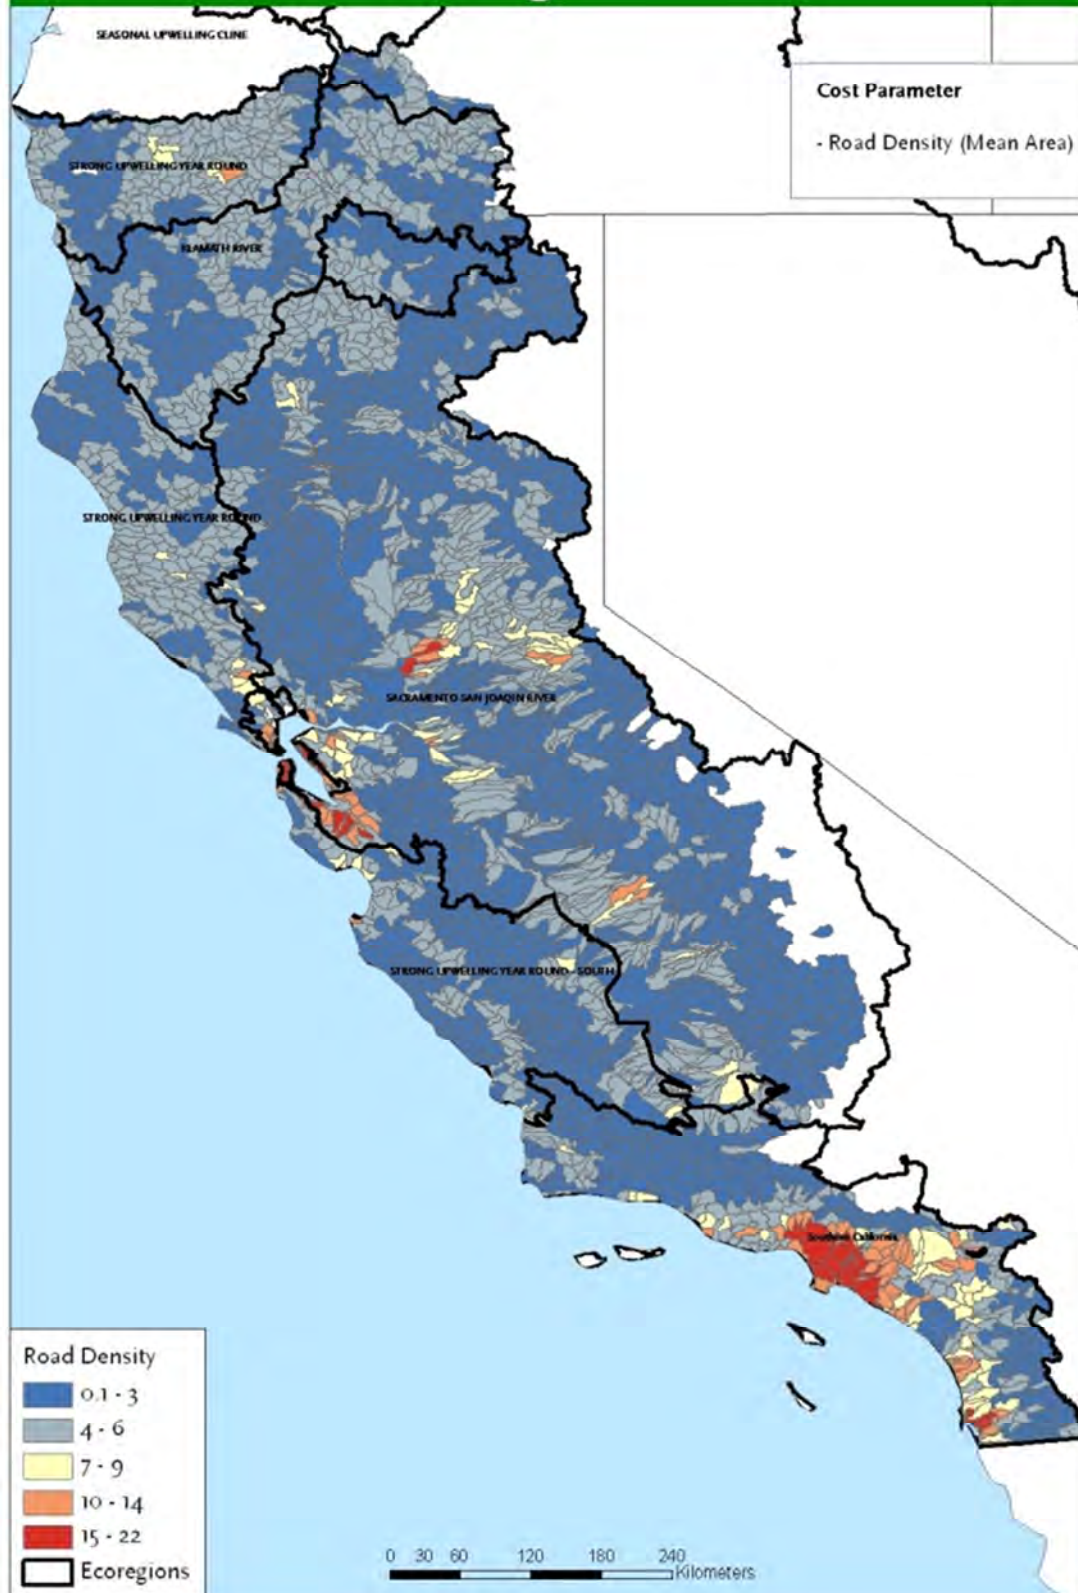 SEASONAL UPWELLING CLINE
Cost Parameter
- Road Density (Mean Area)
STRONG UPWELLING YEAR ROUND
KLAMATH RIVER
STRONG UPWELLING YEAR ROUND
SACRAMENTO SAN JOAQIN RIVER
STRONG UPWELLING YEAR ROUND - SOUTH
Southern California
Road Density
0.1 - 3
4 - 6
7 - 9
10 - 14
15 - 22
Ecoregions
0 30 60 120 180 240
Kilometers